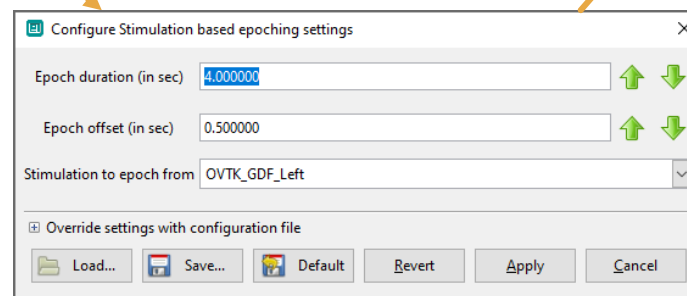 Configure Stimulation based epoching settings
Epoch duration (in sec) 4.000000
Epoch offset (in sec) 0.500000
Stimulation to epoch from OVTK_GDF_Left
Override settings with configuration file
Load... Save... Default Revert Apply Cancel